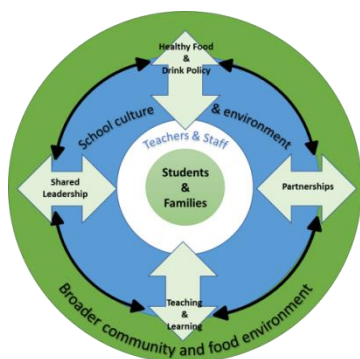 Healthy Food
&
Drink Policy
School culture
& environment
Teachers & Staff
Students
&
Families
Shared
Leadership
Partnerships
Teaching
&
Learning
Broader community and food environment